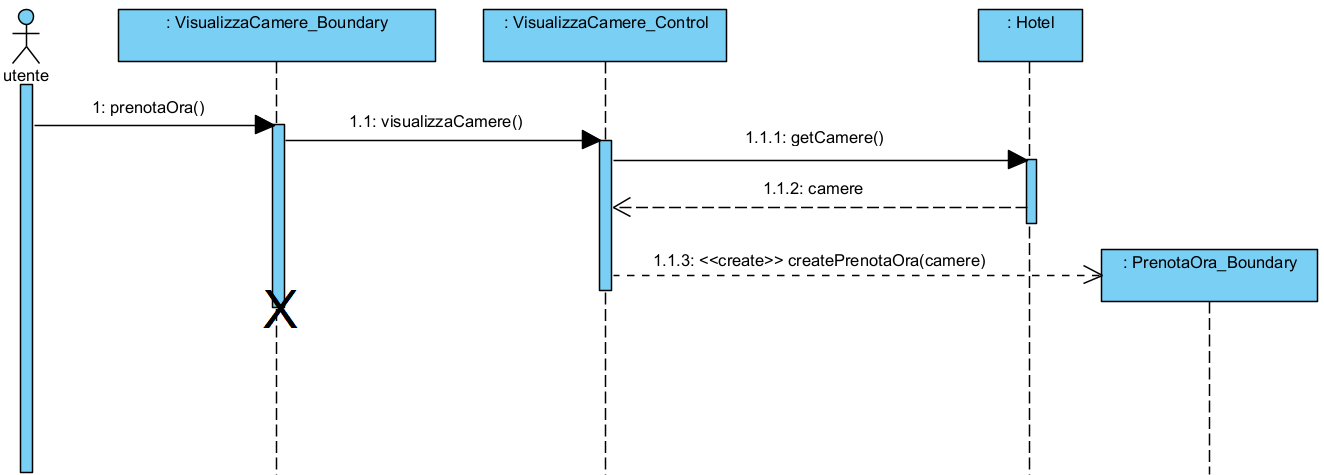 : VisualizzaCamere_Boundary
: VisualizzaCamere_Control
: Hotel
utente
1: prenotaOra()
1.1: visualizzaCamere()
1.1.1: getCamere()
1.1.2: camere
1.1.3: <<create>> createPrenotaOra(camere)
: PrenotaOra_Boundary